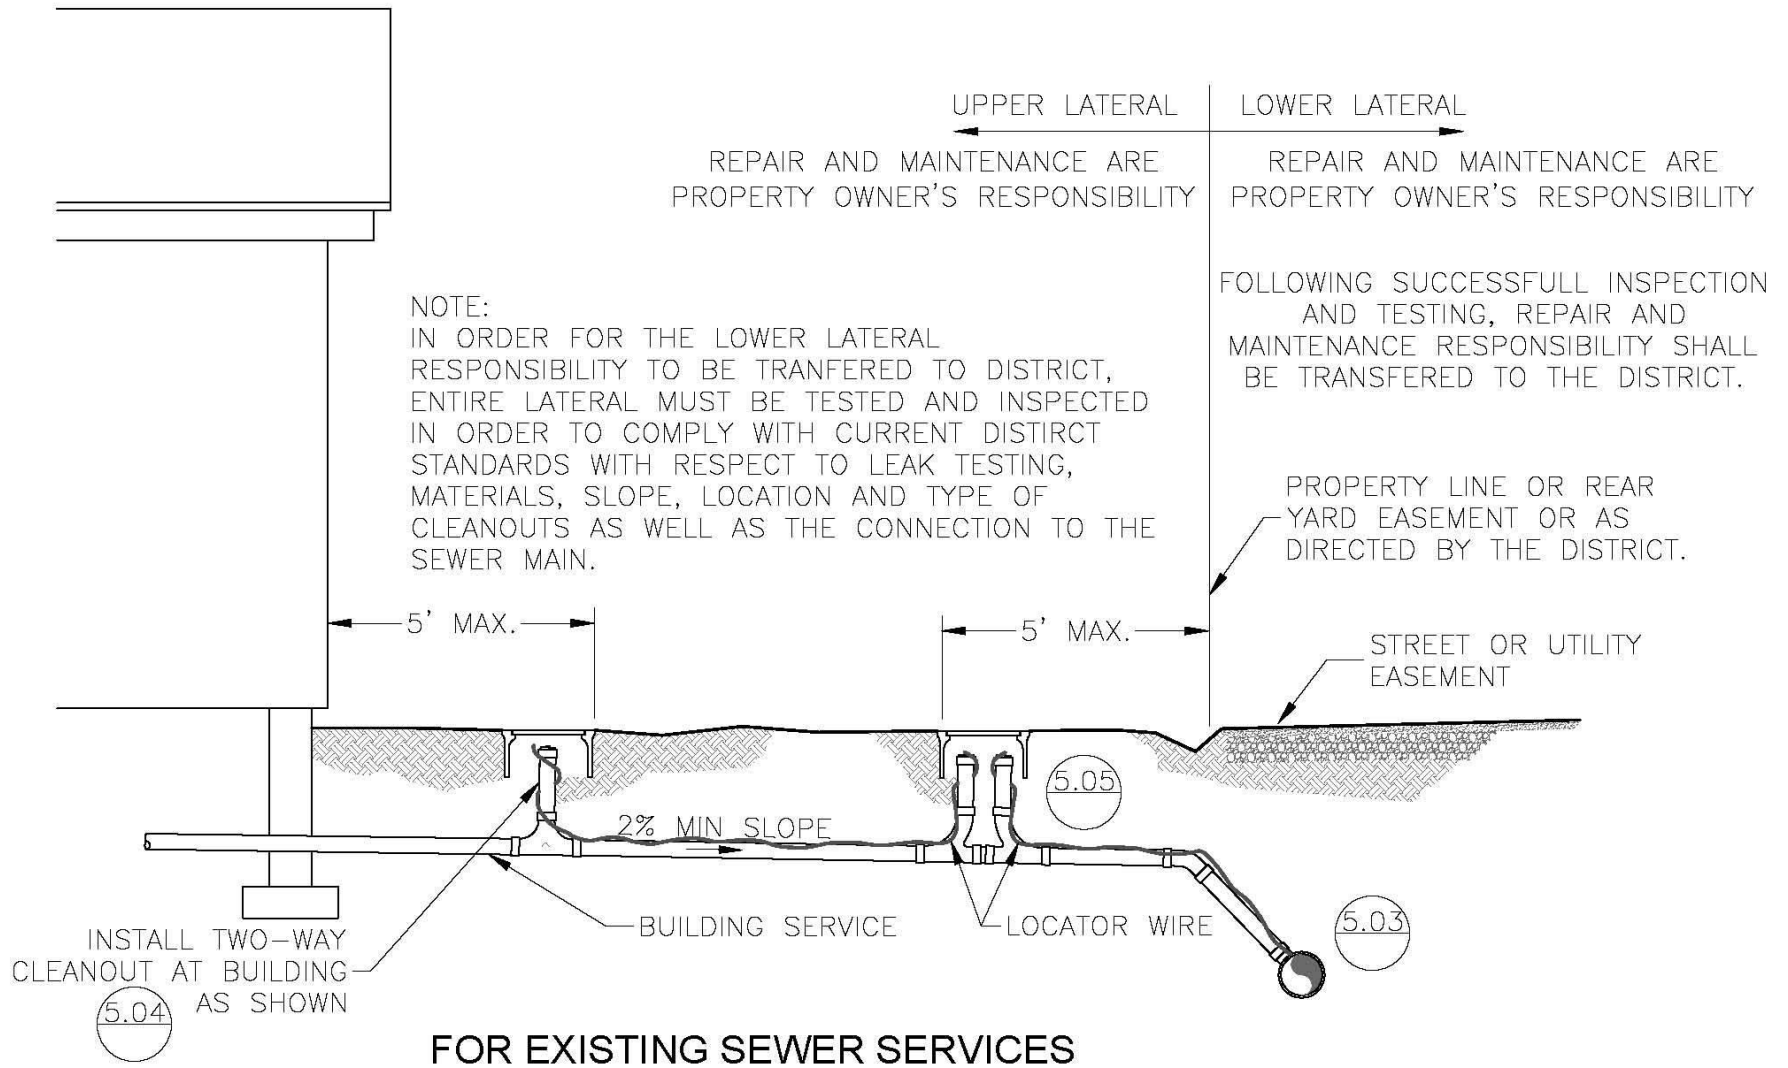 UPPER LATERAL
LOWER LATERAL
REPAIR AND MAINTENANCE ARE
PROPERTY OWNER'S RESPONSIBILITY
REPAIR AND MAINTENANCE ARE
PROPERTY OWNER'S RESPONSIBILITY
FOLLOWING SUCCESSFULL INSPECTION
AND TESTING, REPAIR AND
MAINTENANCE RESPONSIBILITY SHALL
BE TRANSFERED TO THE DISTRICT.
NOTE:
IN ORDER FOR THE LOWER LATERAL
RESPONSIBILITY TO BE TRANFERED TO DISTRICT,
ENTIRE LATERAL MUST BE TESTED AND INSPECTED
IN ORDER TO COMPLY WITH CURRENT DISTIRCT
STANDARDS WITH RESPECT TO LEAK TESTING,
MATERIALS, SLOPE, LOCATION AND TYPE OF
CLEANOUTS AS WELL AS THE CONNECTION TO THE
SEWER MAIN.
PROPERTY LINE OR REAR
YARD EASEMENT OR AS
DIRECTED BY THE DISTRICT.
5' MAX.
5' MAX.
STREET OR UTILITY
EASEMENT
5.05
2% MIN SLOPE
BUILDING SERVICE
LOCATOR WIRE
5.03
INSTALL TWO-WAY
CLEANOUT AT BUILDING
AS SHOWN
5.04
FOR EXISTING SEWER SERVICES